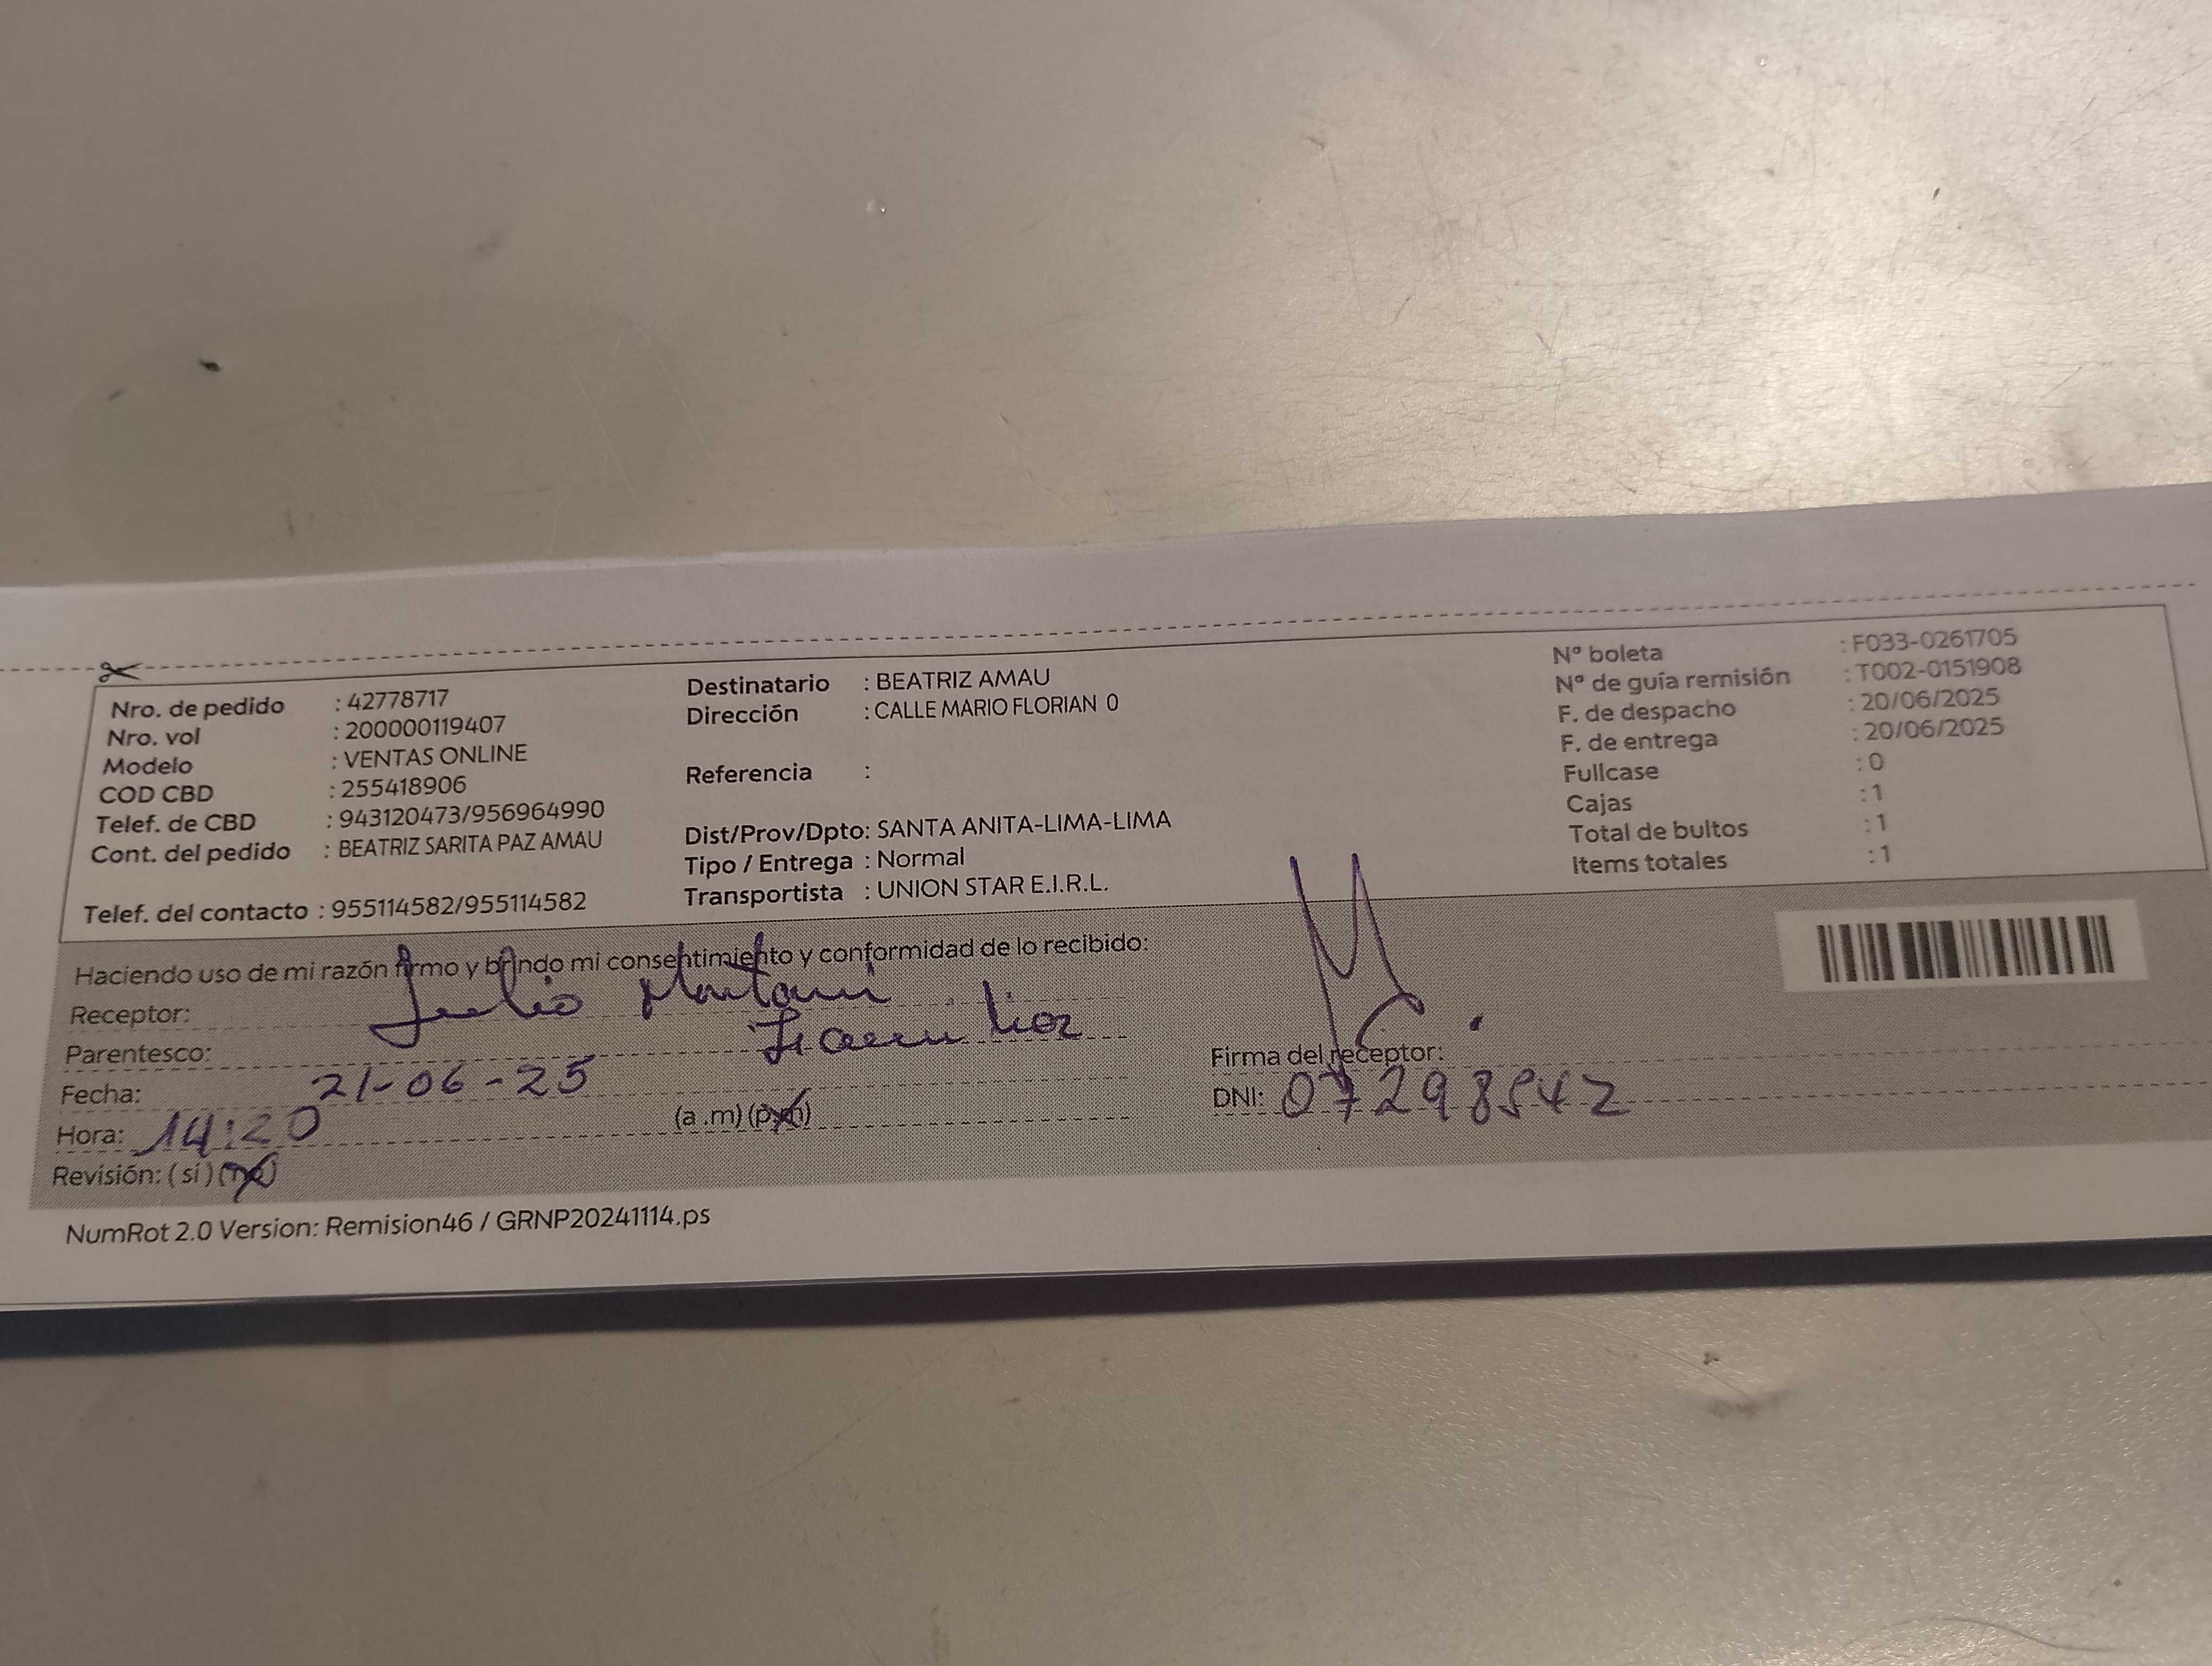 Nro. de pedido : 42778717
Nro. vol : 200000119407
Modelo : VENTAS ONLINE
COD CBD : 255418906
Telef. de CBD : 943120473/956964990
Cont. del pedido : BEATRIZ SARITA PAZ AMAU
Telef. del contacto : 955114582/955114582
Destinatario : BEATRIZ AMAU
Dirección : CALLE MARIO FLORIAN 0
Referencia :
Dist/Prov/Dpto: SANTA ANITA-LIMA-LIMA
Tipo / Entrega : Normal
Transportista : UNION STAR E.I.R.L.
Nº boleta : F033-0261705
Nº de guía remisión : T002-0151908
F. de despacho : 20/06/2025
F. de entrega : 20/06/2025
Fullcase : 0
Cajas : 1
Total de bultos : 1
Items totales : 1
Haciendo uso de mi razón firmo y brindo mi consentimiento y conformidad de lo recibido:
Receptor: Julio
Parentesco:
Fecha: 21-06-25
Hora: 14:20 (a .m) (p.m)
Revisión: (sí) (no)
Firma del receptor:
DNI: 07298542
NumRot 2.0 Version: Remision46 / GRNP20241114.ps